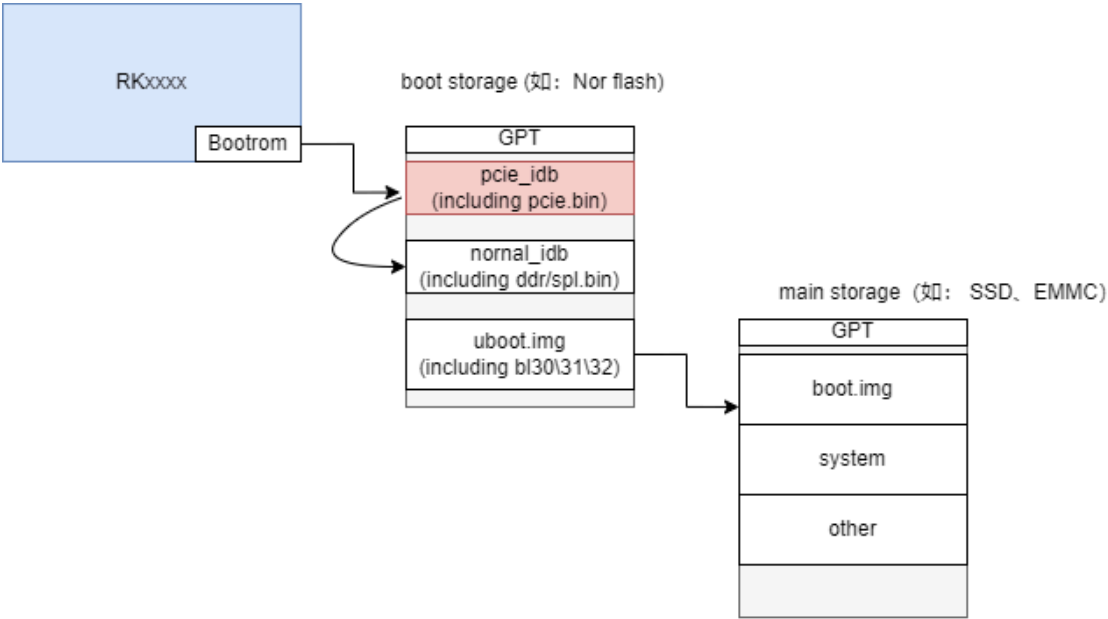 RKxxxx
Bootrom
boot storage (如：Nor flash)
GPT
pcie_idb
(including pcie.bin)
nornal_idb
(including ddr/spl.bin)
uboot.img
(including bl30\31\32)
main storage（如： SSD、EMMC)
GPT
boot.img
system
other